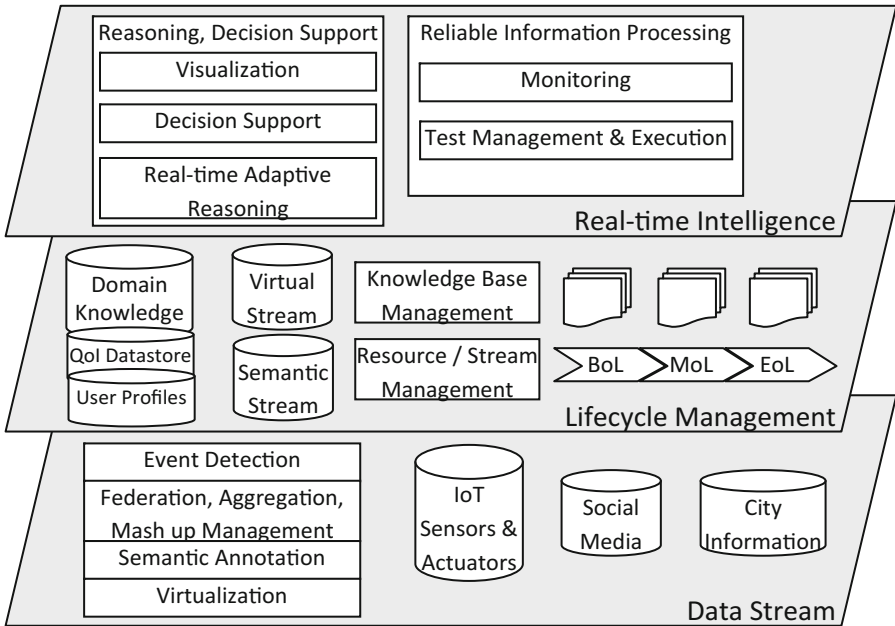 Reasoning, Decision Support
Visualization
Decision Support
Real-time Adaptive
Reasoning
Reliable Information Processing
Monitoring
Test Management & Execution
Real-time Intelligence
Domain
Knowledge
QoI Datastore
User Profiles
Virtual
Stream
Semantic
Stream
Knowledge Base
Management
Resource / Stream
Management
BoL
MoL
EoL
Lifecycle Management
Event Detection
Federation, Aggregation,
Mash up Management
Semantic Annotation
Virtualization
IoT
Sensors &
Actuators
Social
Media
City
Information
Data Stream